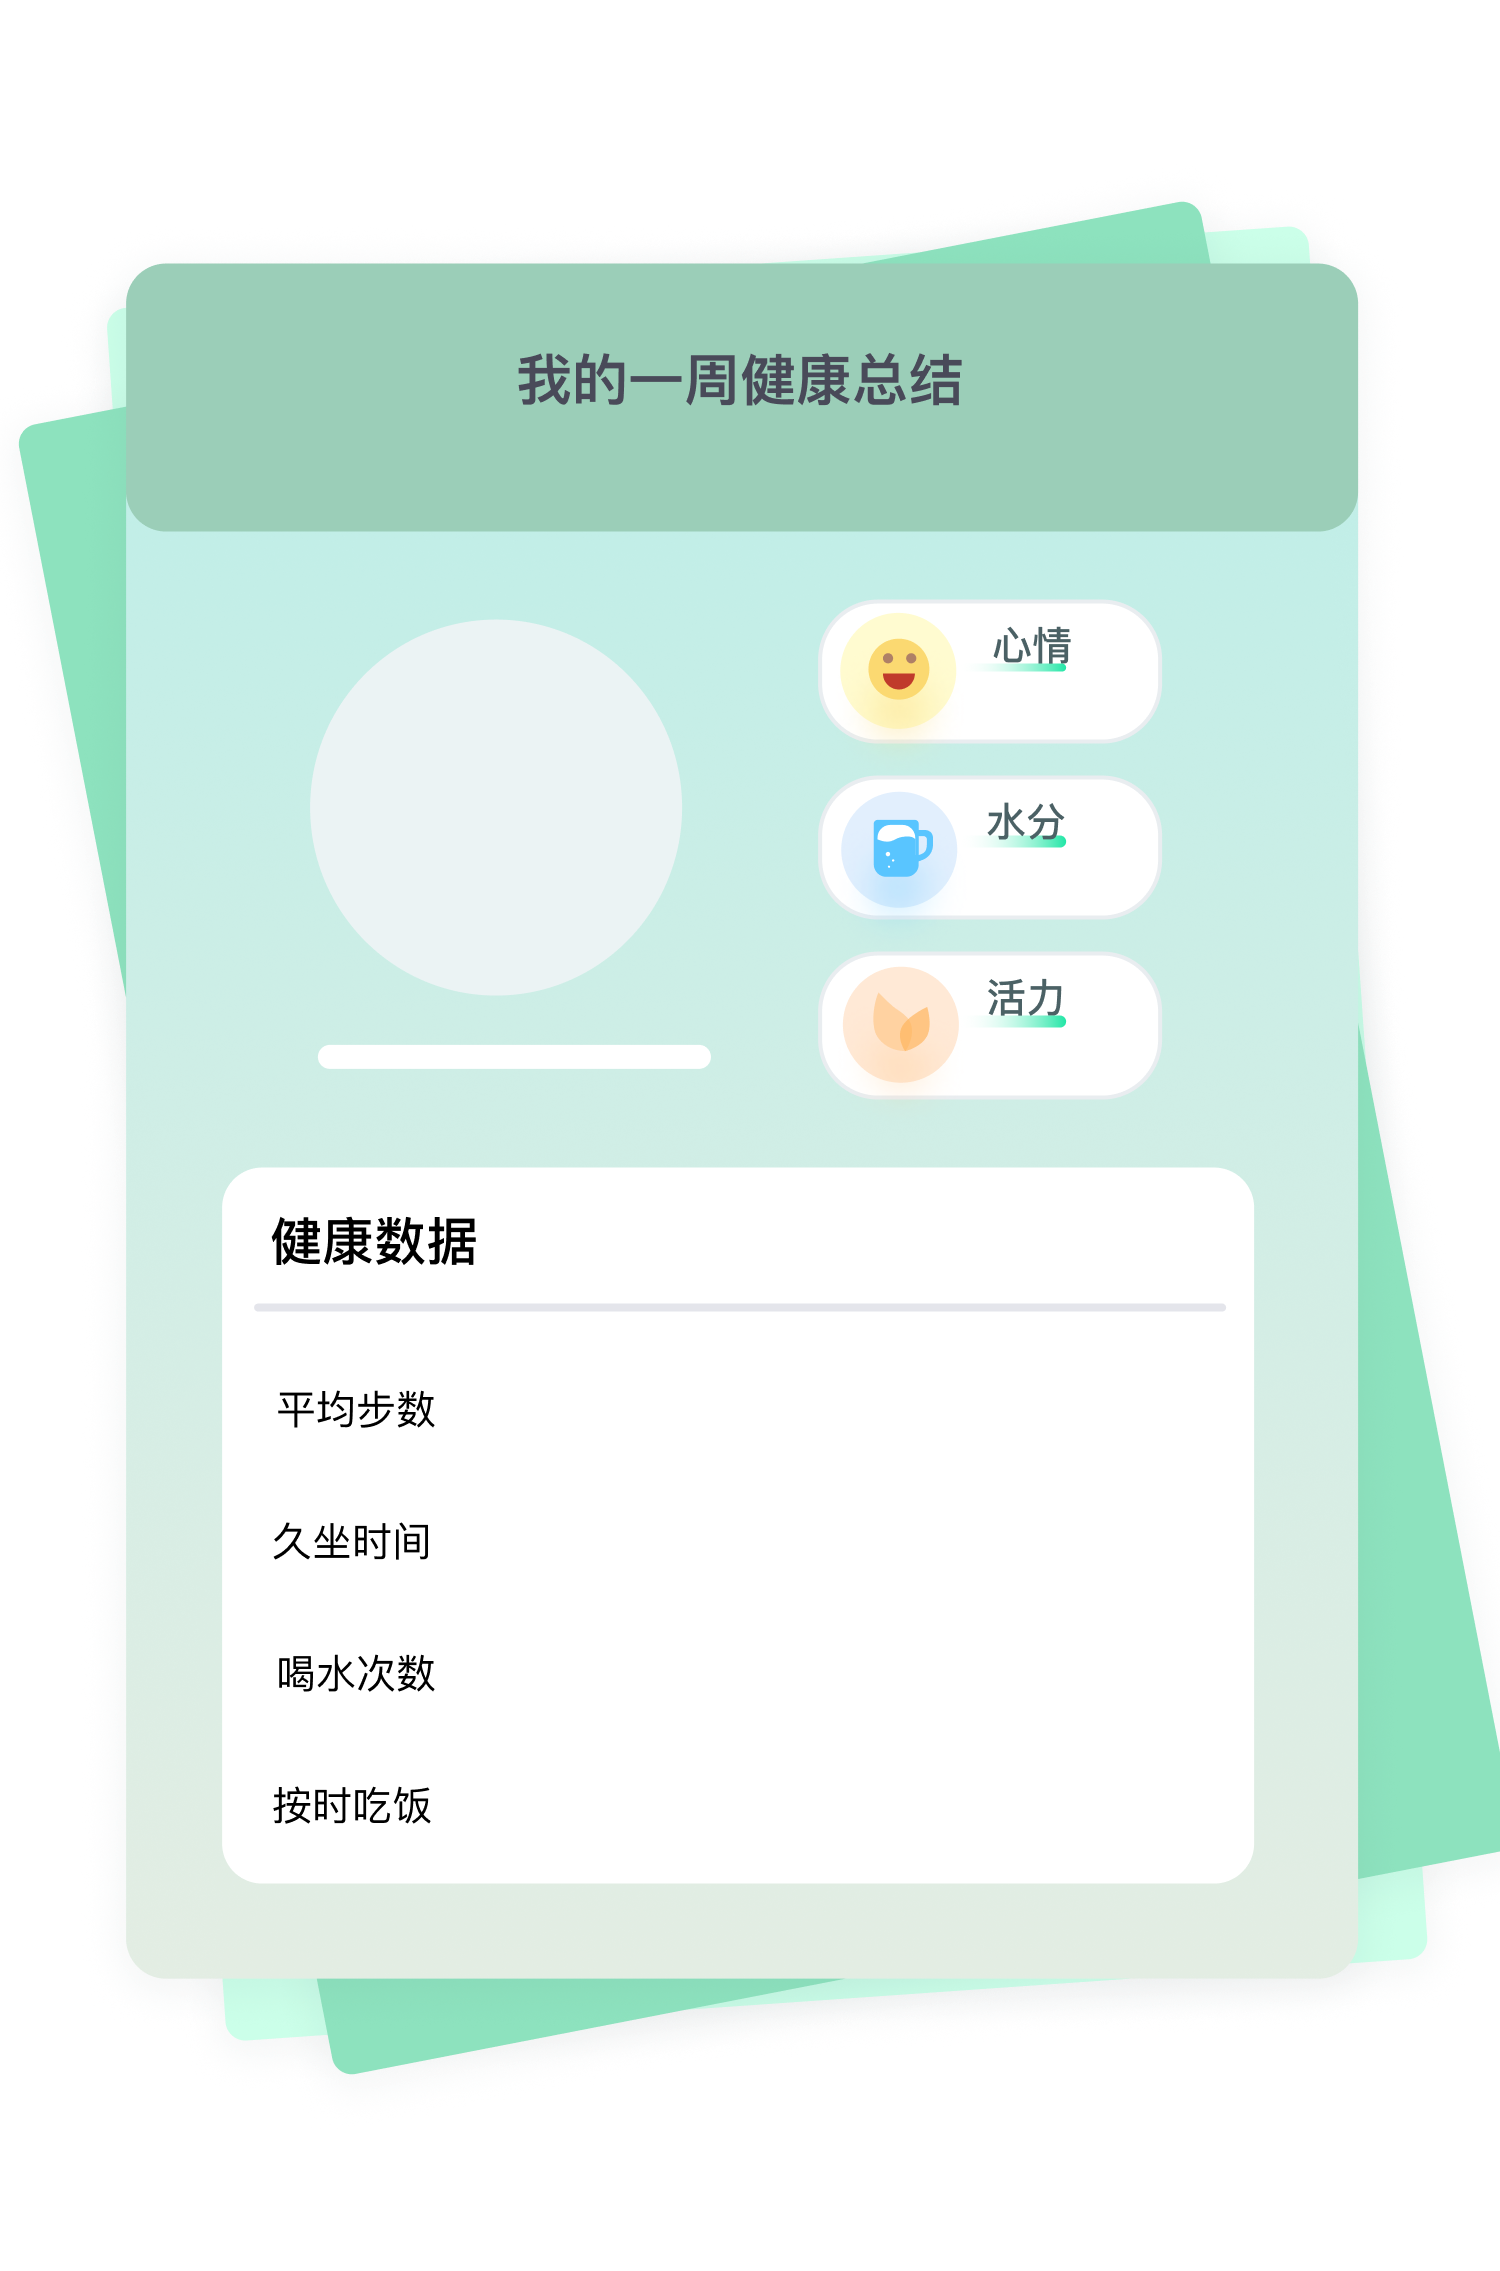 我的一周健康总结
心情
水分
活力
健康数据
平均步数
久坐时间
喝水次数
按时吃饭